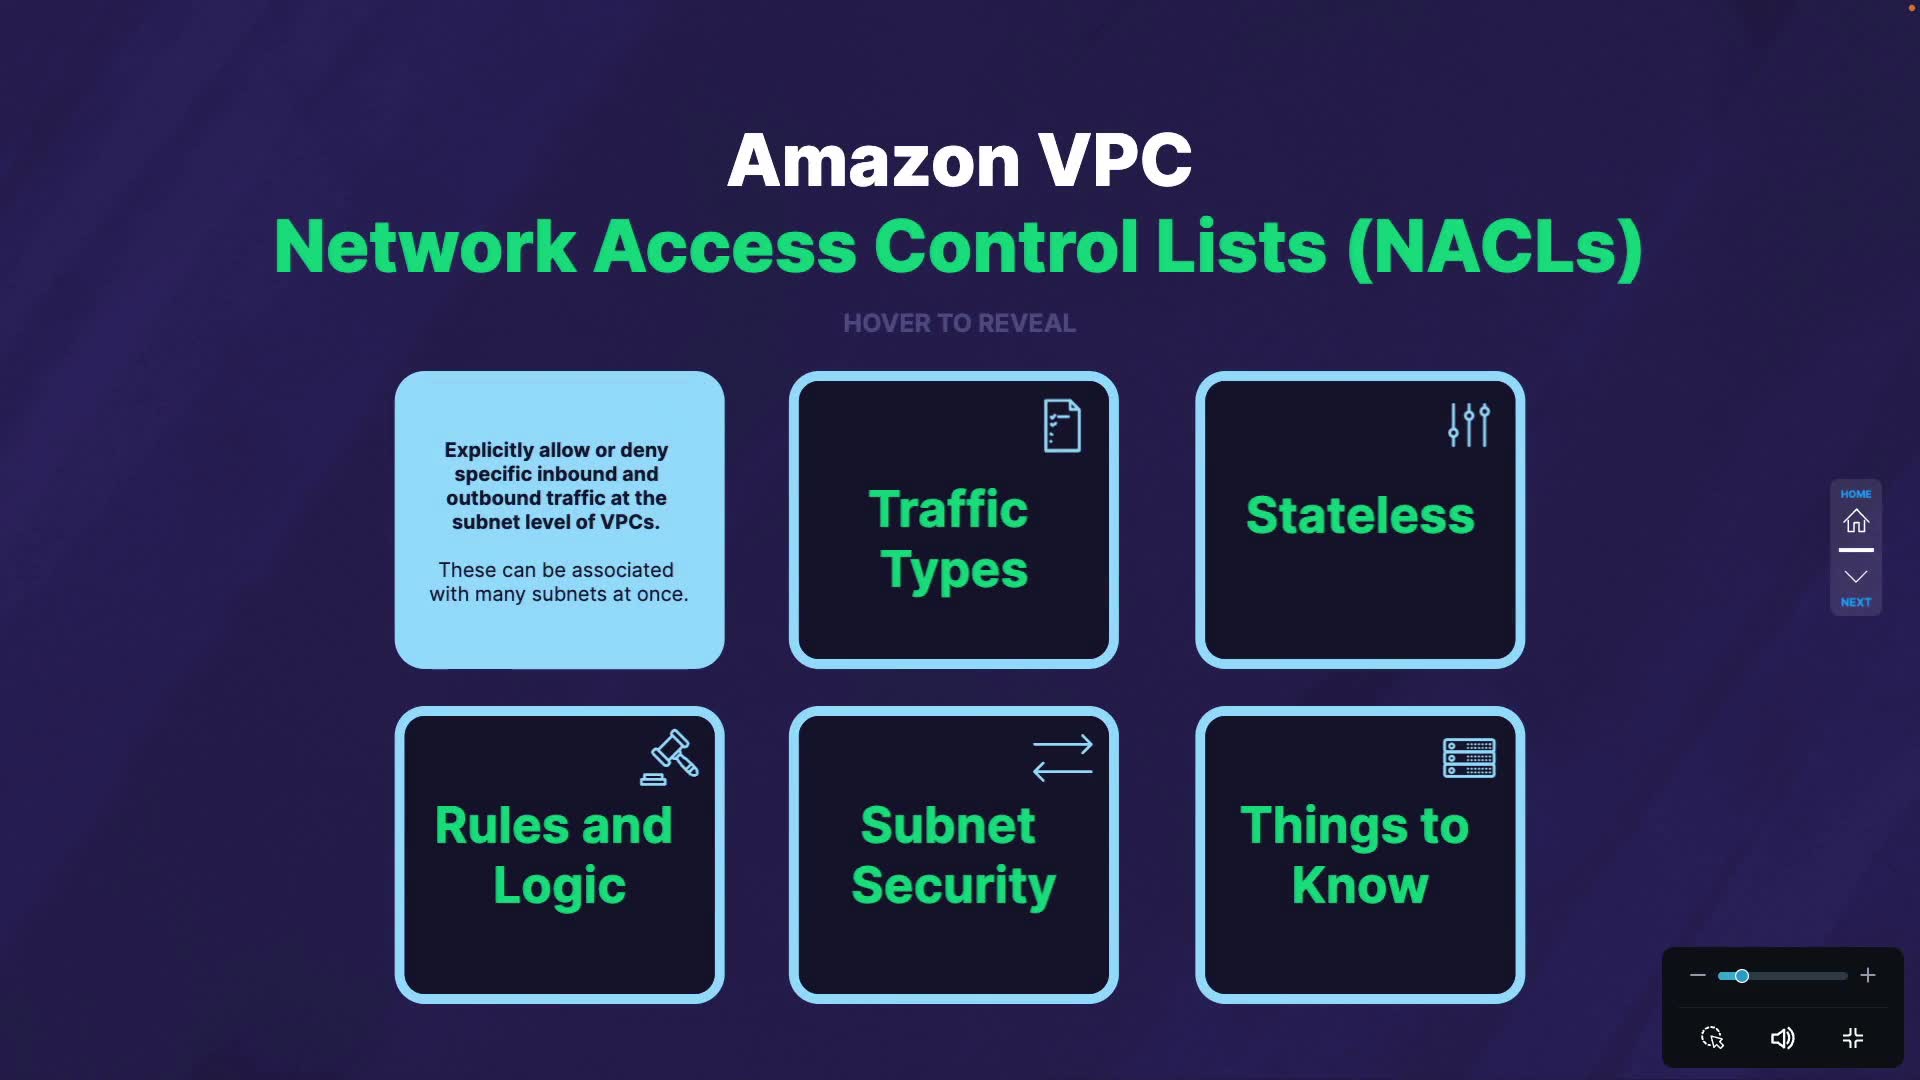 Amazon VPC
Network Access Control Lists (NACLs)
HOVER TO REVEAL
Explicitly allow or deny
specific inbound and
outbound traffic at the
subnet level of VPCs.
These can be associated
with many subnets at once.
Traffic
Types
Stateless
Rules and
Logic
Subnet
Security
Things to
Know
HOME
NEXT